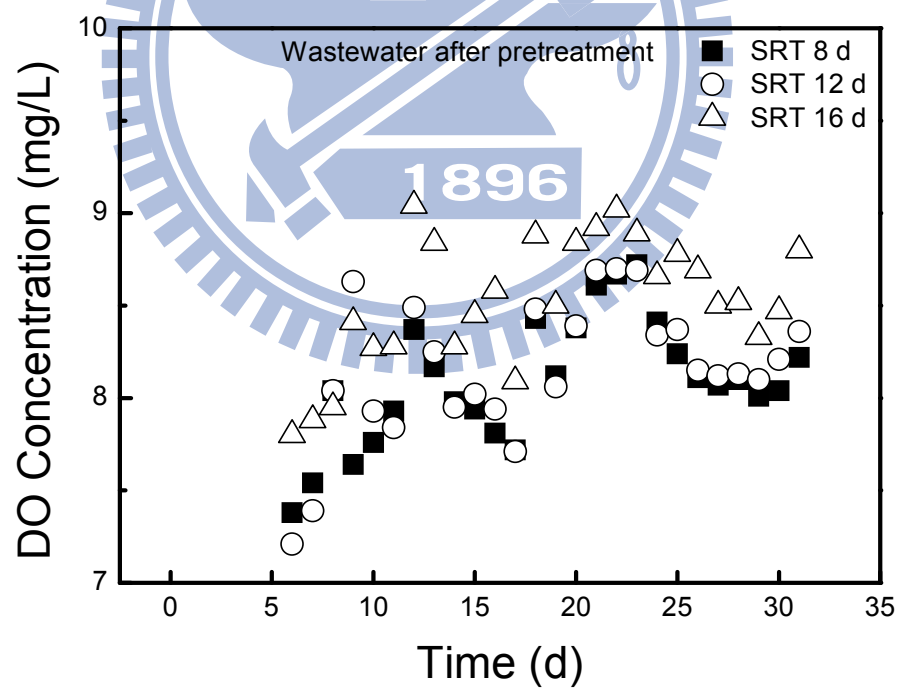 10
Wastewater after pretreatment
SRT 8 d
SRT 12 d
SRT 16 d
1896
9
8
7
DO Concentration (mg/L)
0 5 10 15 20 25 30 35
Time (d)